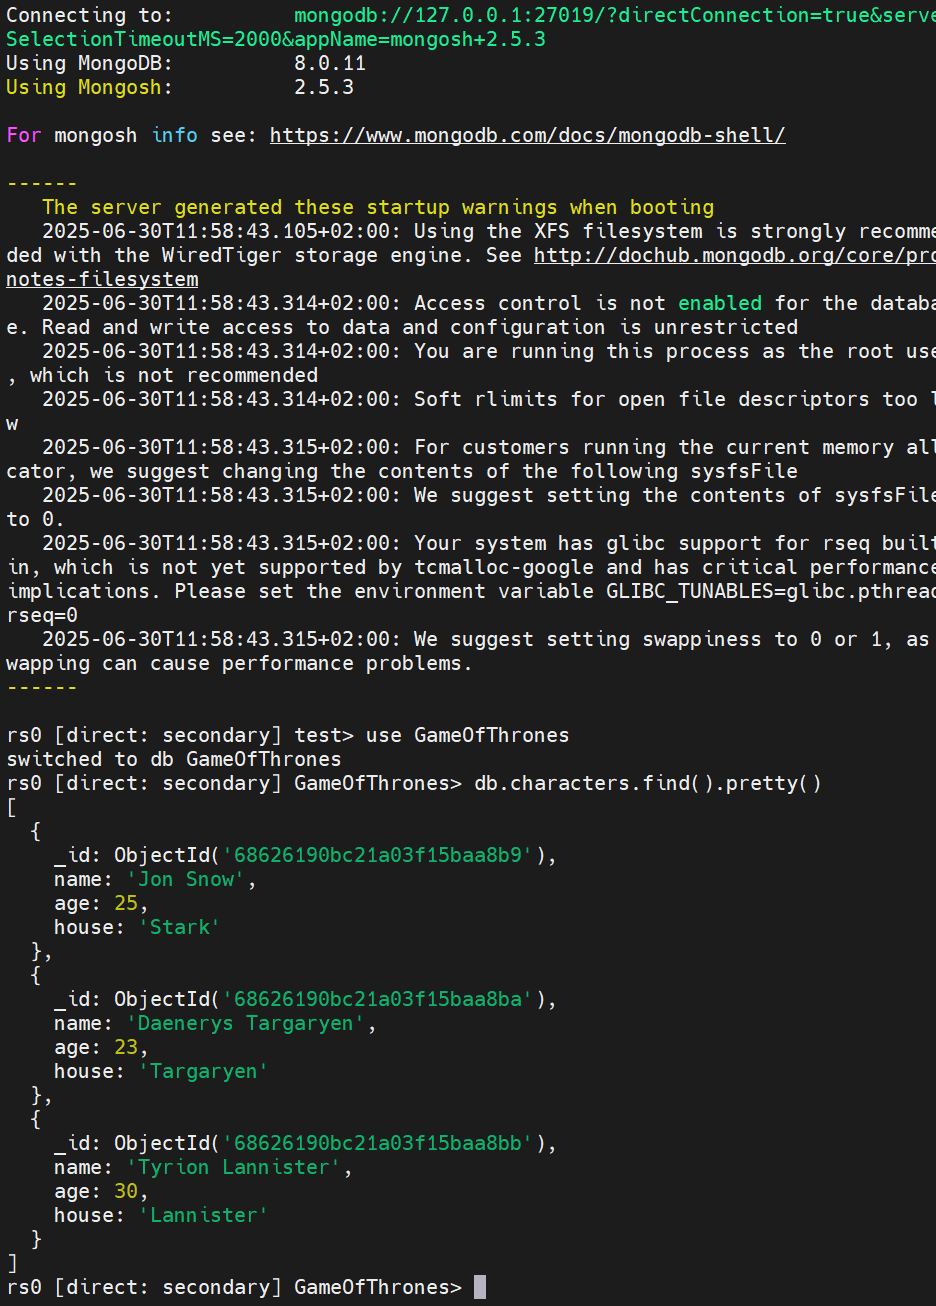 Connecting to:          mongodb://127.0.0.1:27019/?directConnection=true&serve
SelectionTimeoutMS=2000&appName=mongosh+2.5.3
Using MongoDB:          8.0.11
Using Mongosh:          2.5.3
For mongosh info see: https://www.mongodb.com/docs/mongodb-shell/
------
   The server generated these startup warnings when booting
   2025-06-30T11:58:43.105+02:00: Using the XFS filesystem is strongly recomme
ded with the WiredTiger storage engine. See http://dochub.mongodb.org/core/pro
notes-filesystem
   2025-06-30T11:58:43.314+02:00: Access control is not enabled for the databa
e. Read and write access to data and configuration is unrestricted
   2025-06-30T11:58:43.314+02:00: You are running this process as the root use
, which is not recommended
   2025-06-30T11:58:43.314+02:00: Soft rlimits for open file descriptors too l
w
   2025-06-30T11:58:43.315+02:00: For customers running the current memory all
cator, we suggest changing the contents of the following sysfsFile
   2025-06-30T11:58:43.315+02:00: We suggest setting the contents of sysfsFile
to 0.
   2025-06-30T11:58:43.315+02:00: Your system has glibc support for rseq built
in, which is not yet supported by tcmalloc-google and has critical performance
implications. Please set the environment variable GLIBC_TUNABLES=glibc.pthread
rseq=0
   2025-06-30T11:58:43.315+02:00: We suggest setting swappiness to 0 or 1, as
wapping can cause performance problems.
------
rs0 [direct: secondary] test> use GameOfThrones
switched to db GameOfThrones
rs0 [direct: secondary] GameOfThrones> db.characters.find().pretty()
[
  {
    _id: ObjectId('68626190bc21a03f15baa8b9'),
    name: 'Jon Snow',
    age: 25,
    house: 'Stark'
  },
  {
    _id: ObjectId('68626190bc21a03f15baa8ba'),
    name: 'Daenerys Targaryen',
    age: 23,
    house: 'Targaryen'
  },
  {
    _id: ObjectId('68626190bc21a03f15baa8bb'),
    name: 'Tyrion Lannister',
    age: 30,
    house: 'Lannister'
  }
]
rs0 [direct: secondary] GameOfThrones>